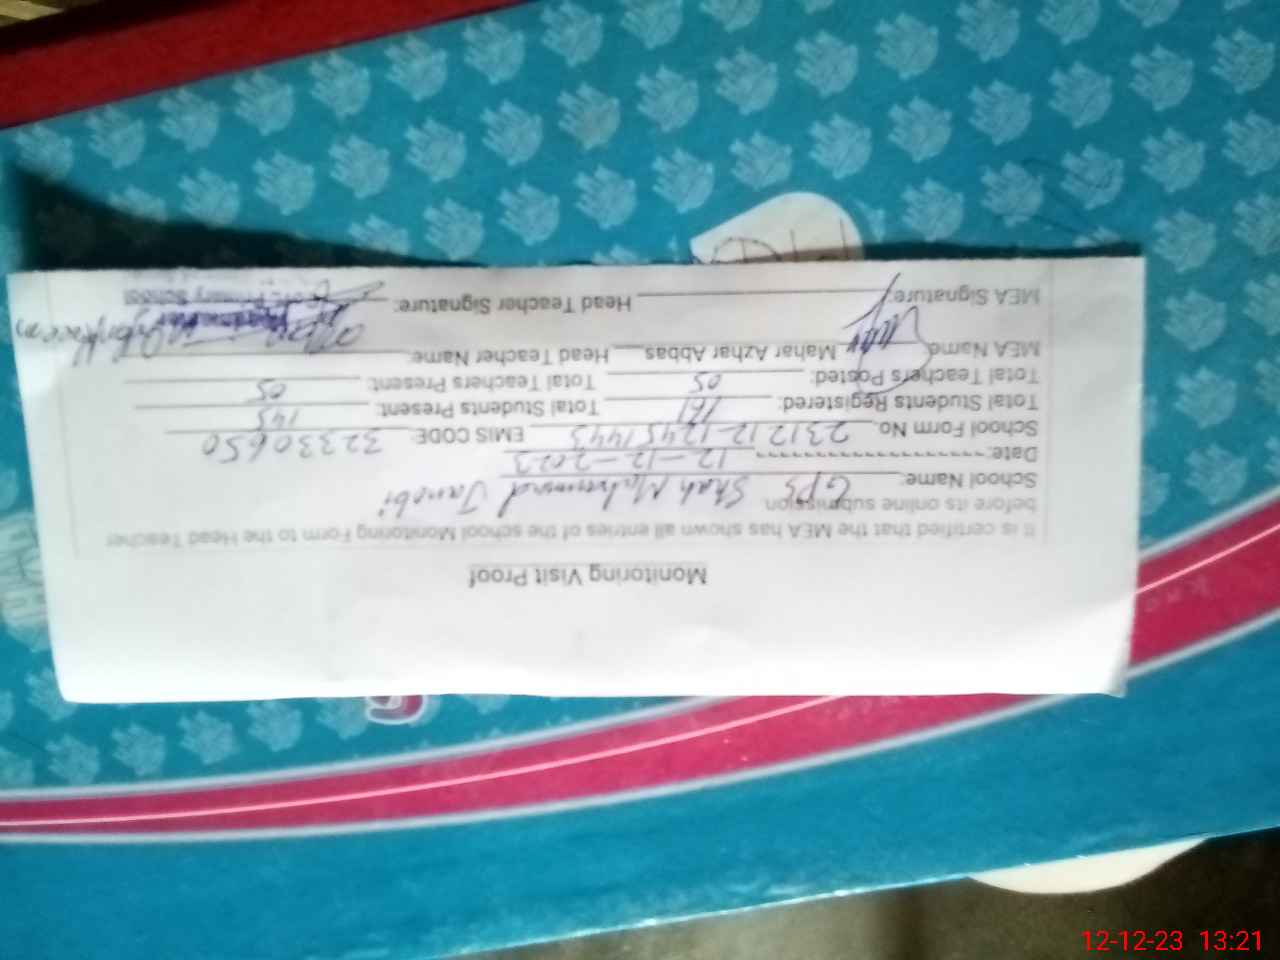 Monitoring Visit Proof
It is certified that the MEA has shown all entries of the school Monitoring Form to the Head Teacher
before its online submission
School Name: GPS Shah Muhammad Janobi
Date: 12-12-2023
School Form No. 231212-12451445 EMIS CODE: 32330650
Total Students Registered: 161 Total Students Present: 145
Total Teachers Posted: 05 Total Teachers Present: 05
MEA Name Mahar Azhar Abbas Head Teacher Name:
MEA Signature: Head Teacher Signature:
Primary School
12-12-23 13:21